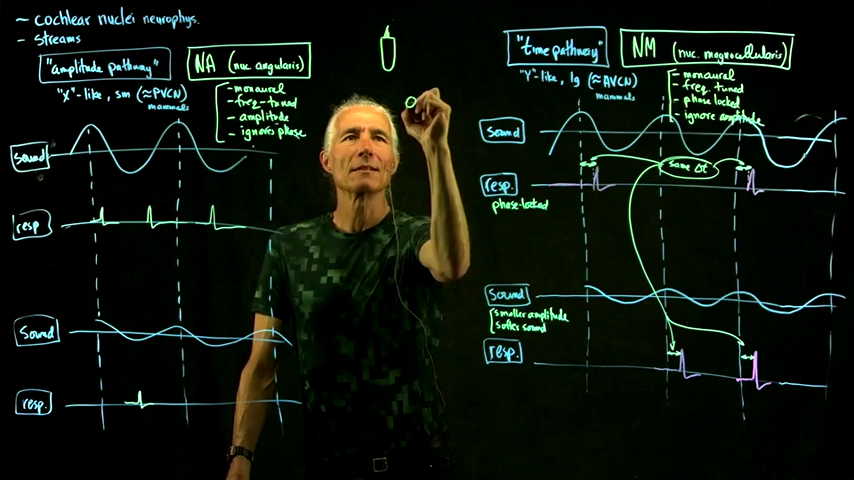 ~ cochlear nuclei neurophys.
- streams
"amplitude pathway"
NA (nuc. angularis)
"X"-like, sm (≈PVCN)
mammals
- monaural
- freq-tuned
- amplitude
- ignores phase
sound
resp
sound
resp.
"time pathway"
NM (nuc. magnocellularis)
"Y"-like, lg (≈AVCN)
mammals
- monaural
- freq. tuned
- phase locked
- ignore amplitude
sound
same Δt
resp.
phase-locked
sound
smaller amplitude
softer sound
resp.